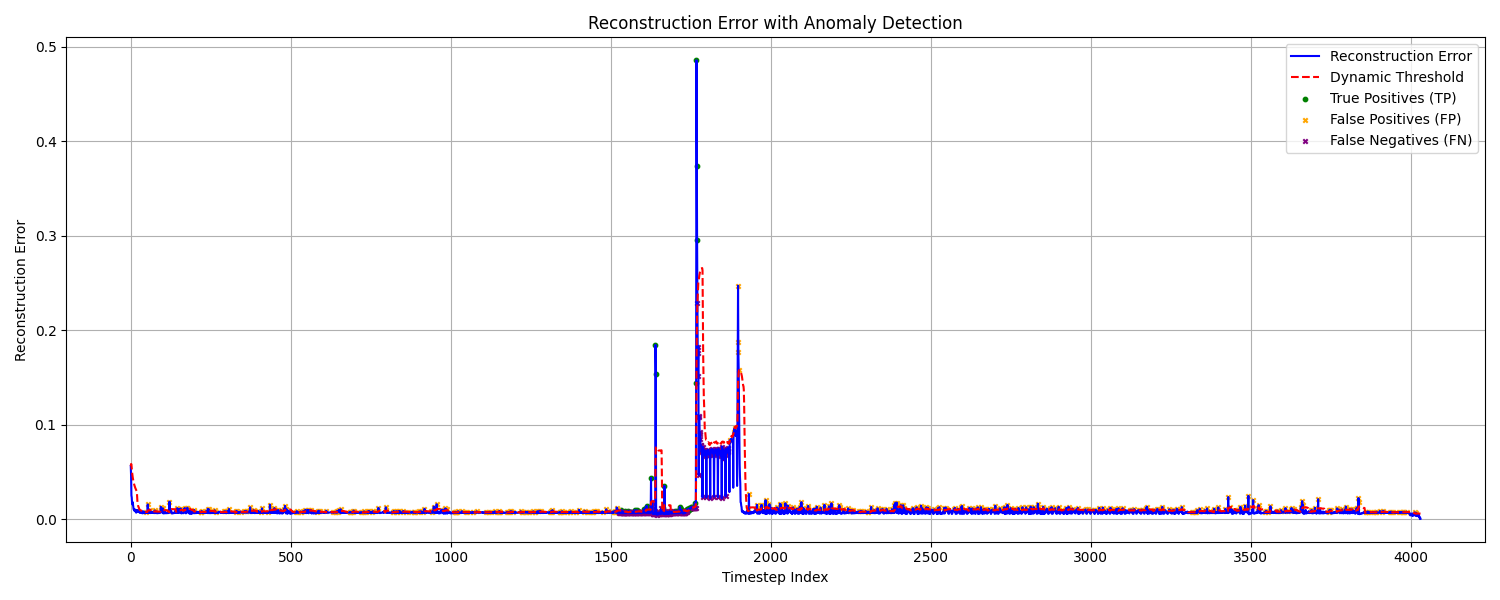 Reconstruction Error with Anomaly Detection
Reconstruction Error
Dynamic Threshold
True Positives (TP)
False Positives (FP)
False Negatives (FN)
Reconstruction Error
0.5
0.4
0.3
0.2
0.1
0.0
0 500 1000 1500 2000 2500 3000 3500 4000
Timestep Index